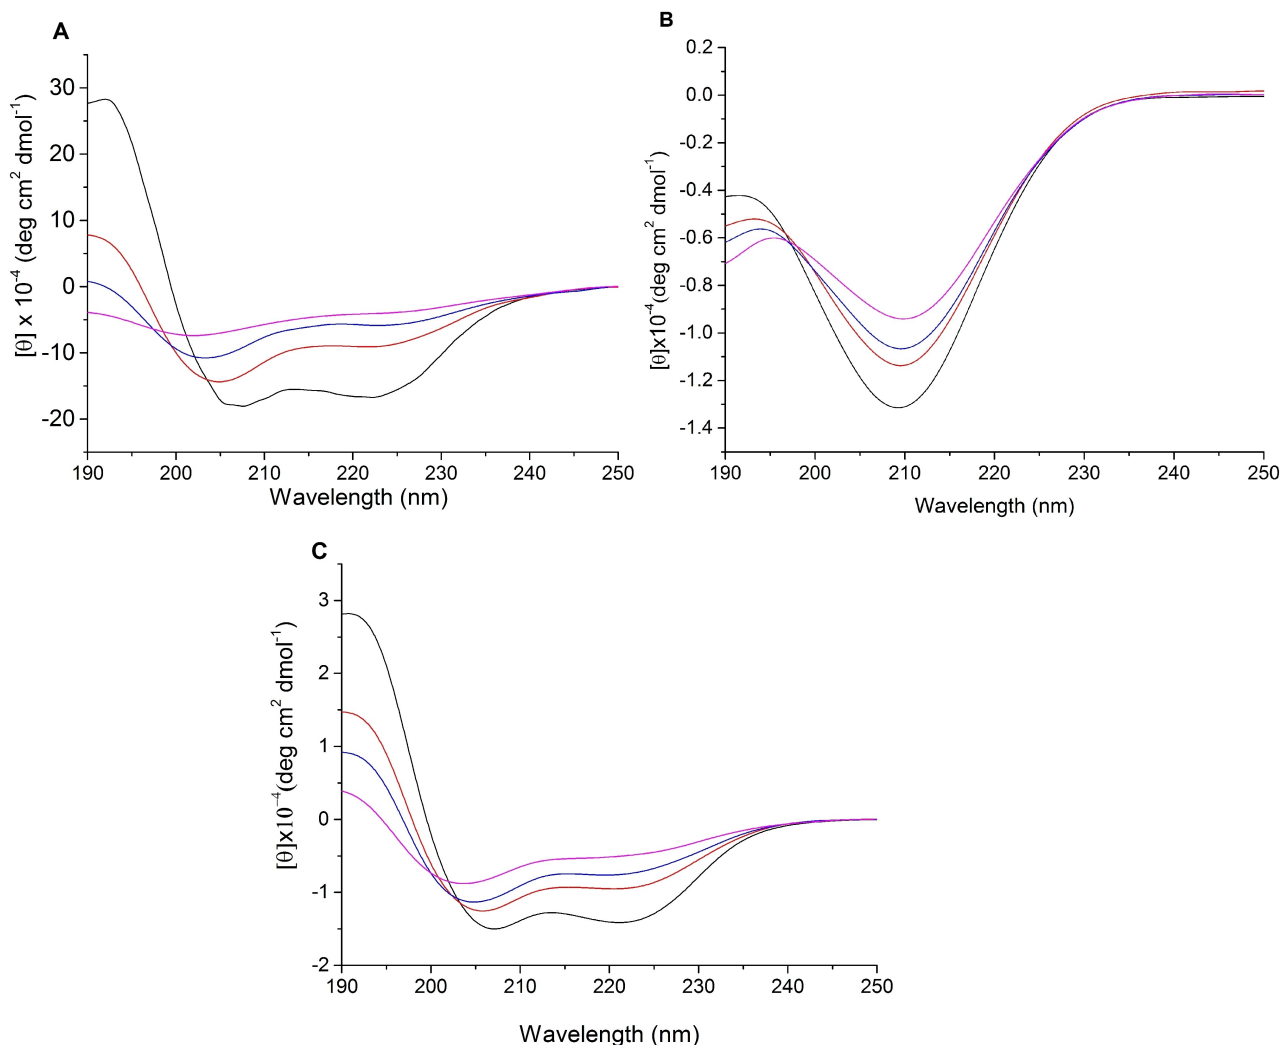 A
[θ] x 10⁻⁴ (deg cm² dmol⁻¹)
30
20
10
0
-10
-20
190 200 210 220 230 240 250
Wavelength (nm)
B
[θ]x10⁻⁴(deg cm² dmol⁻¹)
0.2
0.0
-0.2
-0.4
-0.6
-0.8
-1.0
-1.2
-1.4
190 200 210 220 230 240 250
Wavelength (nm)
C
[θ]x10⁻⁴(deg cm² dmol⁻¹)
3
2
1
0
-1
-2
190 200 210 220 230 240 250
Wavelength (nm)